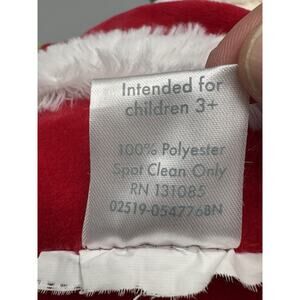 Intended for
children 3+
100% Polyester
Spot Clean Only
RN 131085
02519-0547768N